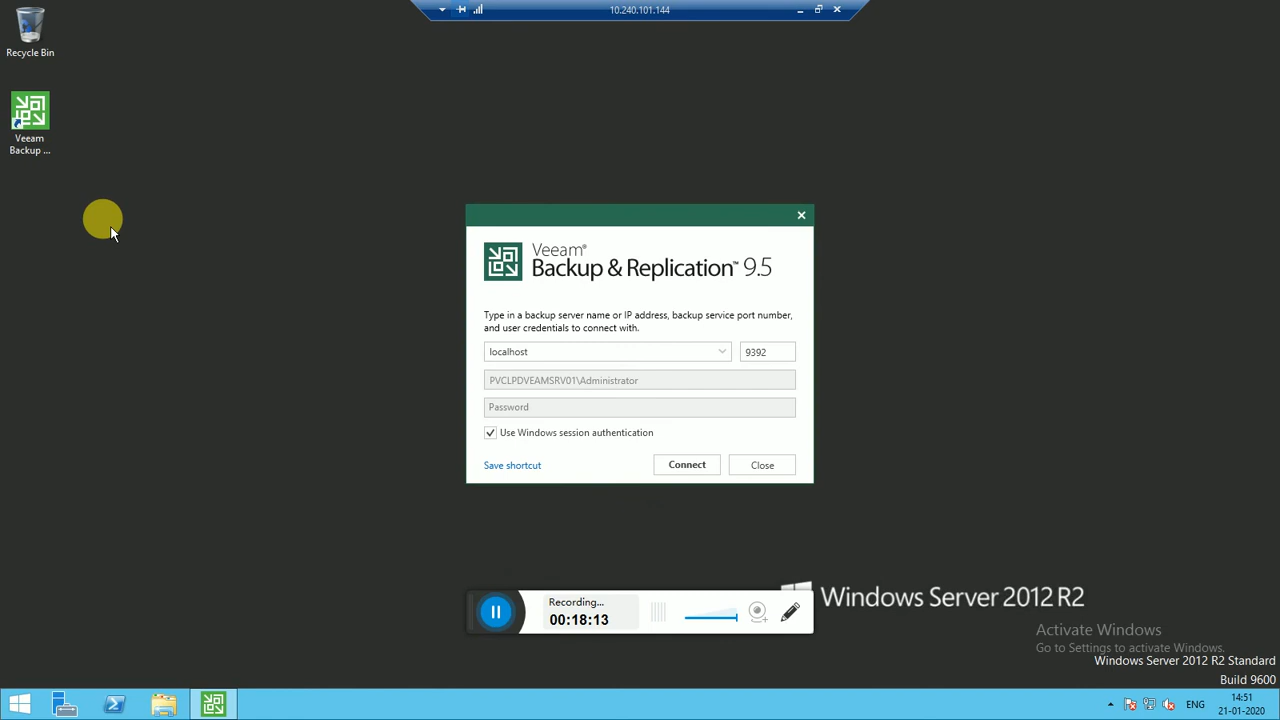 10.240.101.144
Recycle Bin
Veeam
Backup ...
Veeam®
Backup & Replication™ 9.5
Type in a backup server name or IP address, backup service port number,
and user credentials to connect with.
localhost
9392
PVCLPDVEAMSRV01\Administrator
Password
Use Windows session authentication
Save shortcut
Connect
Close
Recording...
00:18:13
Windows Server 2012 R2
Activate Windows
Go to Settings to activate Windows.
Windows Server 2012 R2 Standard
Build 9600
ENG
14:51
21-01-2020